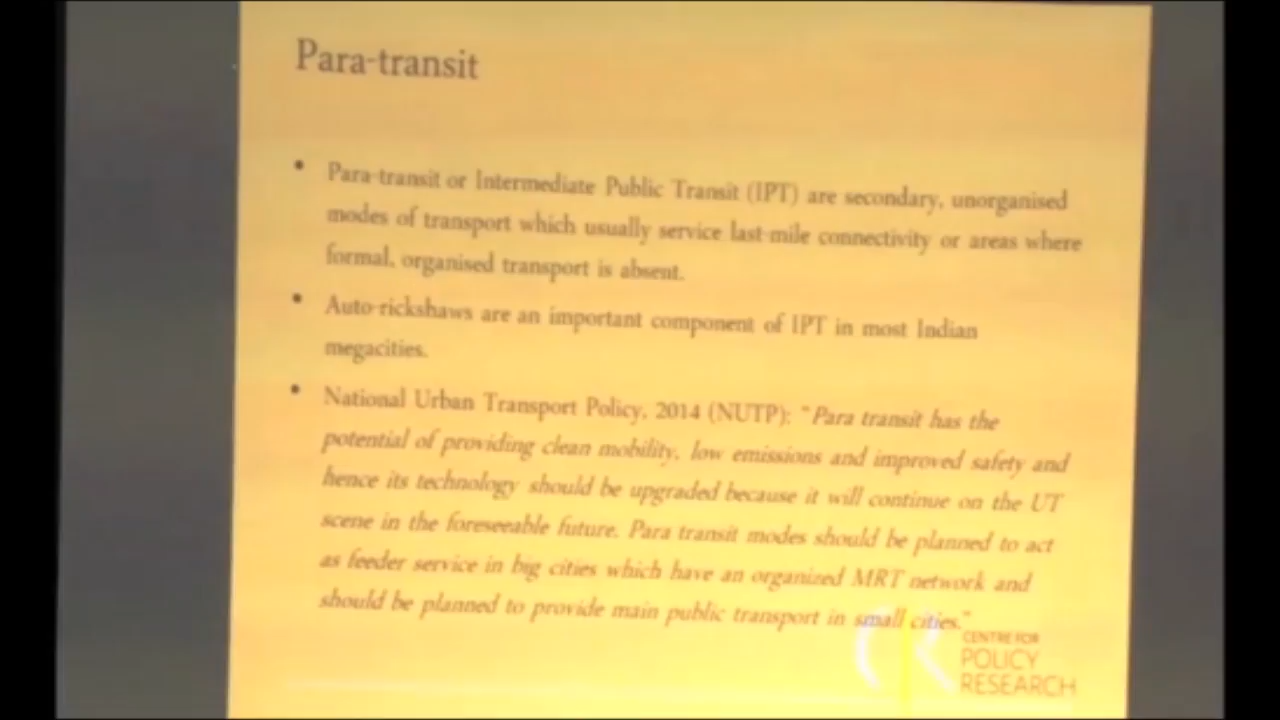 Para-transit
• Para-transit or Intermediate Public Transit (IPT) are secondary, unorganised
modes of transport which usually service last-mile connectivity or areas where
formal, organised transport is absent.
• Auto-rickshaws are an important component of IPT in most Indian
megacities.
• National Urban Transport Policy, 2014 (NUTP): "Para transit has the
potential of providing clean mobility, low emissions and improved safety and
hence its technology should be upgraded because it will continue on the UT
scene in the foreseeable future. Para transit modes should be planned to act
as feeder service in big cities which have an organized MRT network and
should be planned to provide main public transport in small cities."
CENTRE FOR
POLICY
RESEARCH